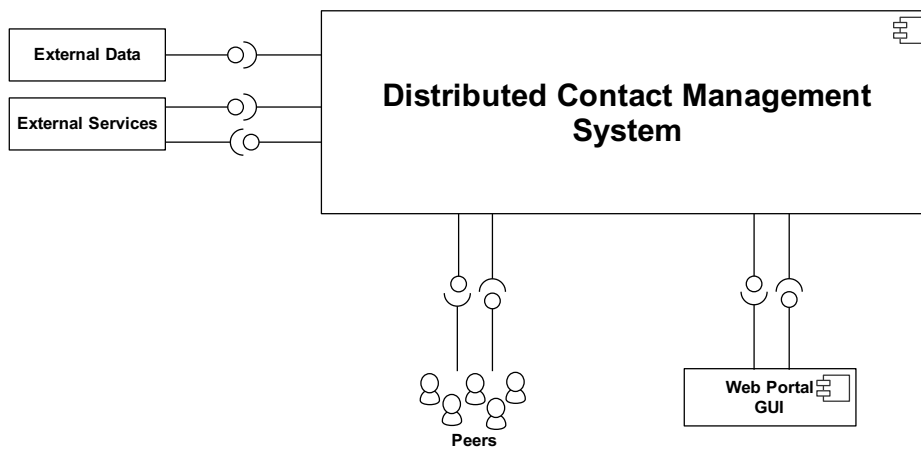 External Data
External Services
Distributed Contact Management
System
Web Portal
GUI
Peers